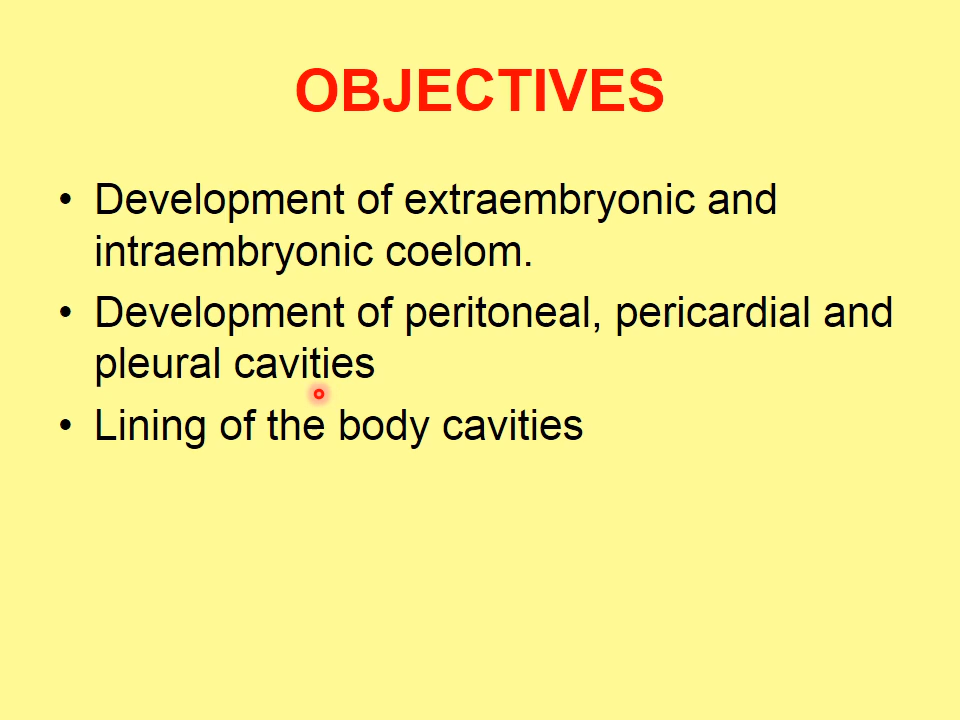 OBJECTIVES
• Development of extraembryonic and
intraembryonic coelom.
• Development of peritoneal, pericardial and
pleural cavities
• Lining of the body cavities